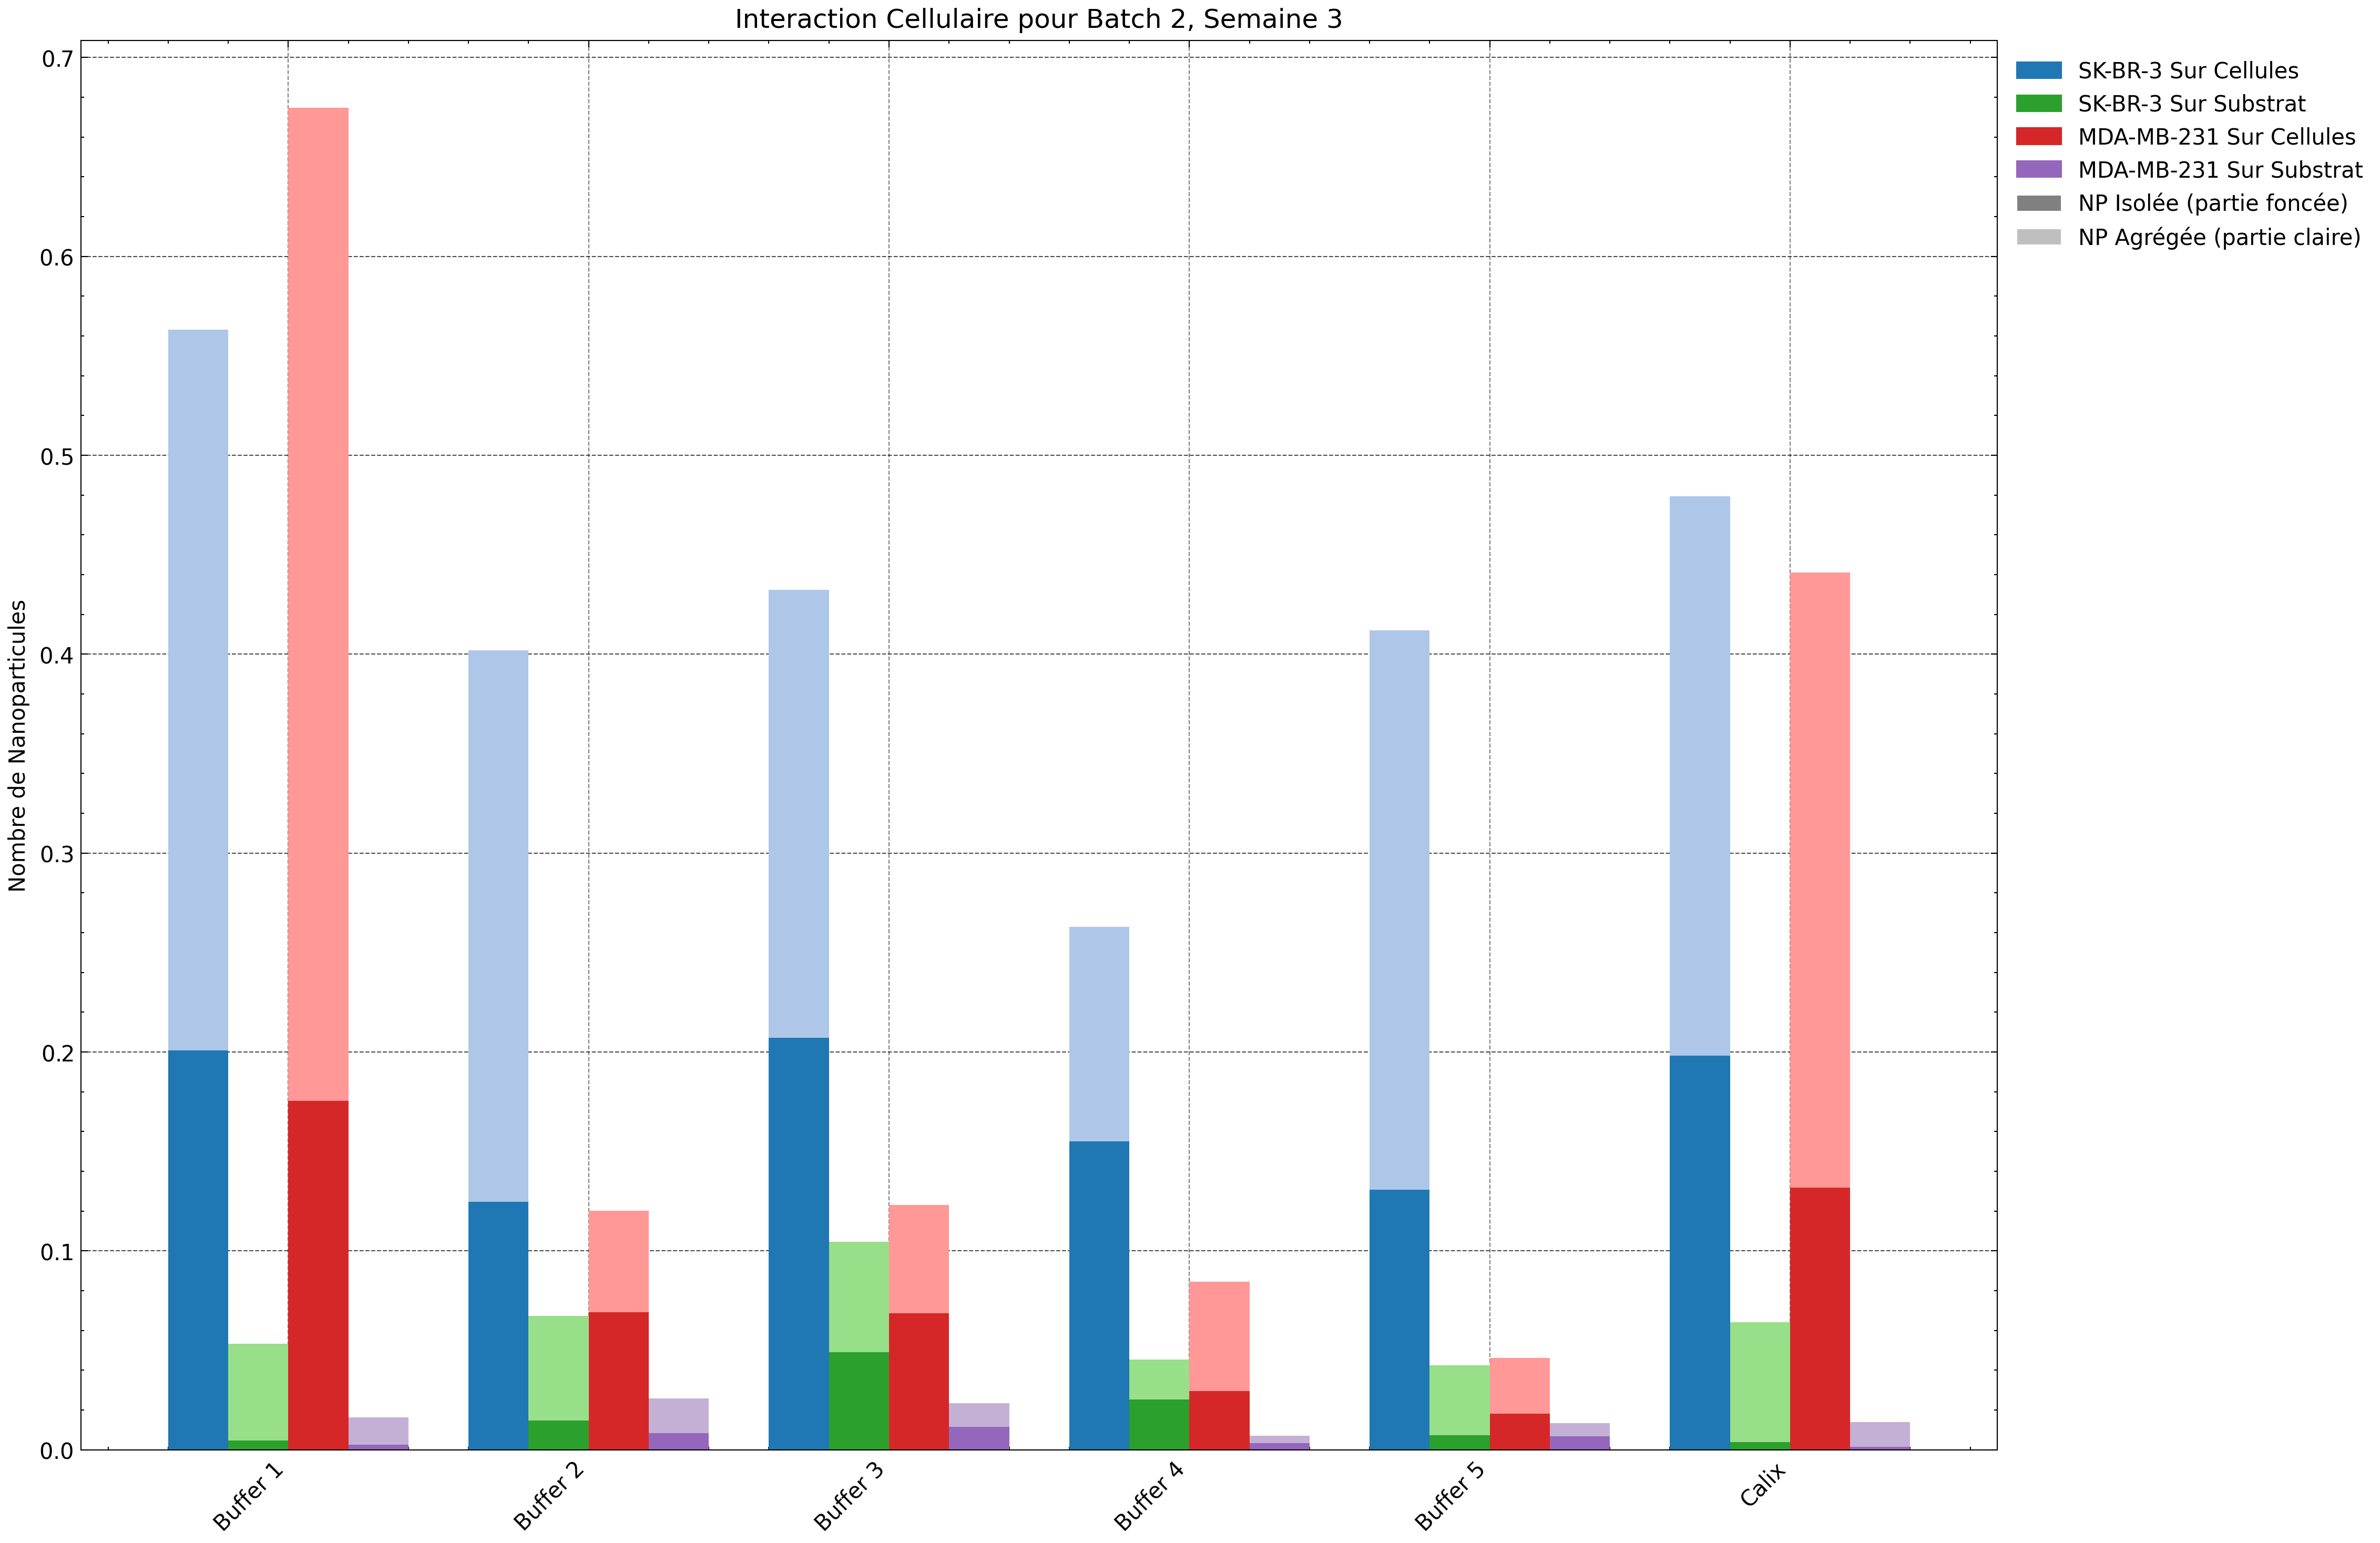 Interaction Cellulaire pour Batch 2, Semaine 3
Nombre de Nanoparticules
0.7
0.6
0.5
0.4
0.3
0.2
0.1
0.0
Buffer 1
Buffer 2
Buffer 3
Buffer 4
Buffer 5
Calix
SK-BR-3 Sur Cellules
SK-BR-3 Sur Substrat
MDA-MB-231 Sur Cellules
MDA-MB-231 Sur Substrat
NP Isolée (partie foncée)
NP Agrégée (partie claire)